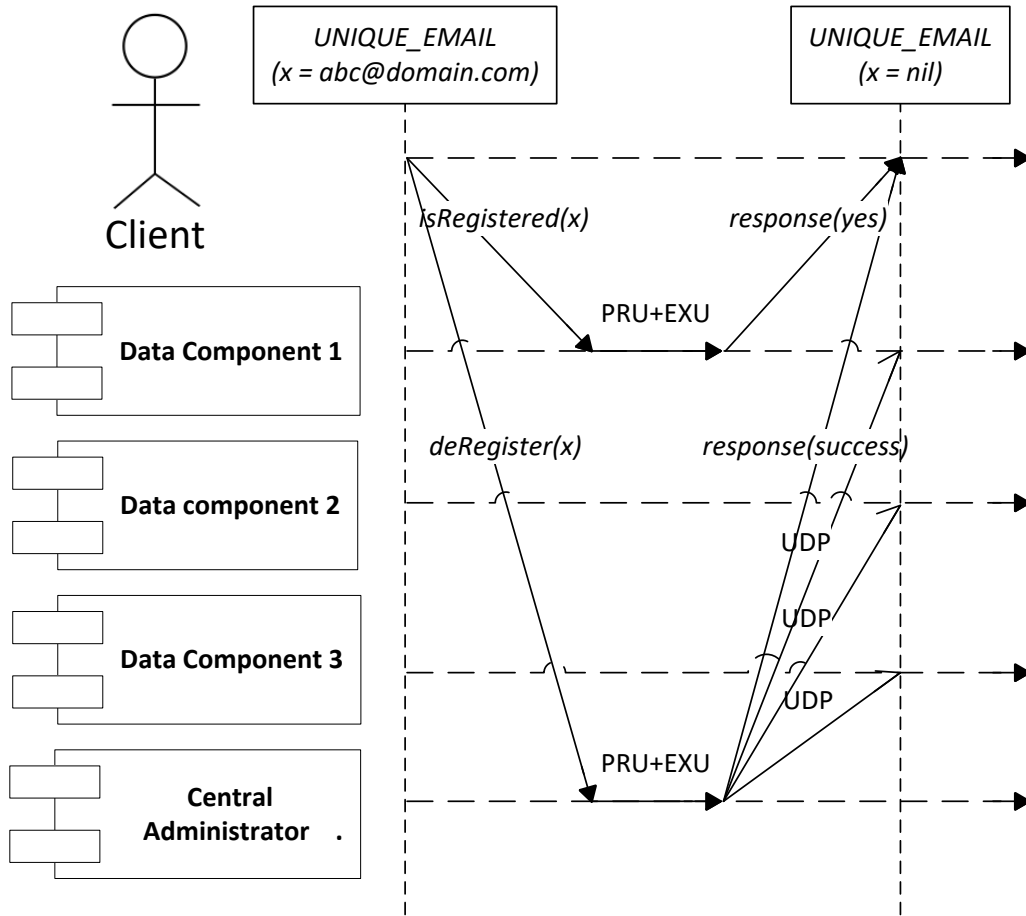 UNIQUE_EMAIL
(x = abc@domain.com)
UNIQUE_EMAIL
(x = nil)
Client
isRegistered(x)
response(yes)
PRU+EXU
Data Component 1
deRegister(x)
response(success)
Data component 2
UDP
UDP
Data Component 3
UDP
PRU+EXU
Central
Administrator .